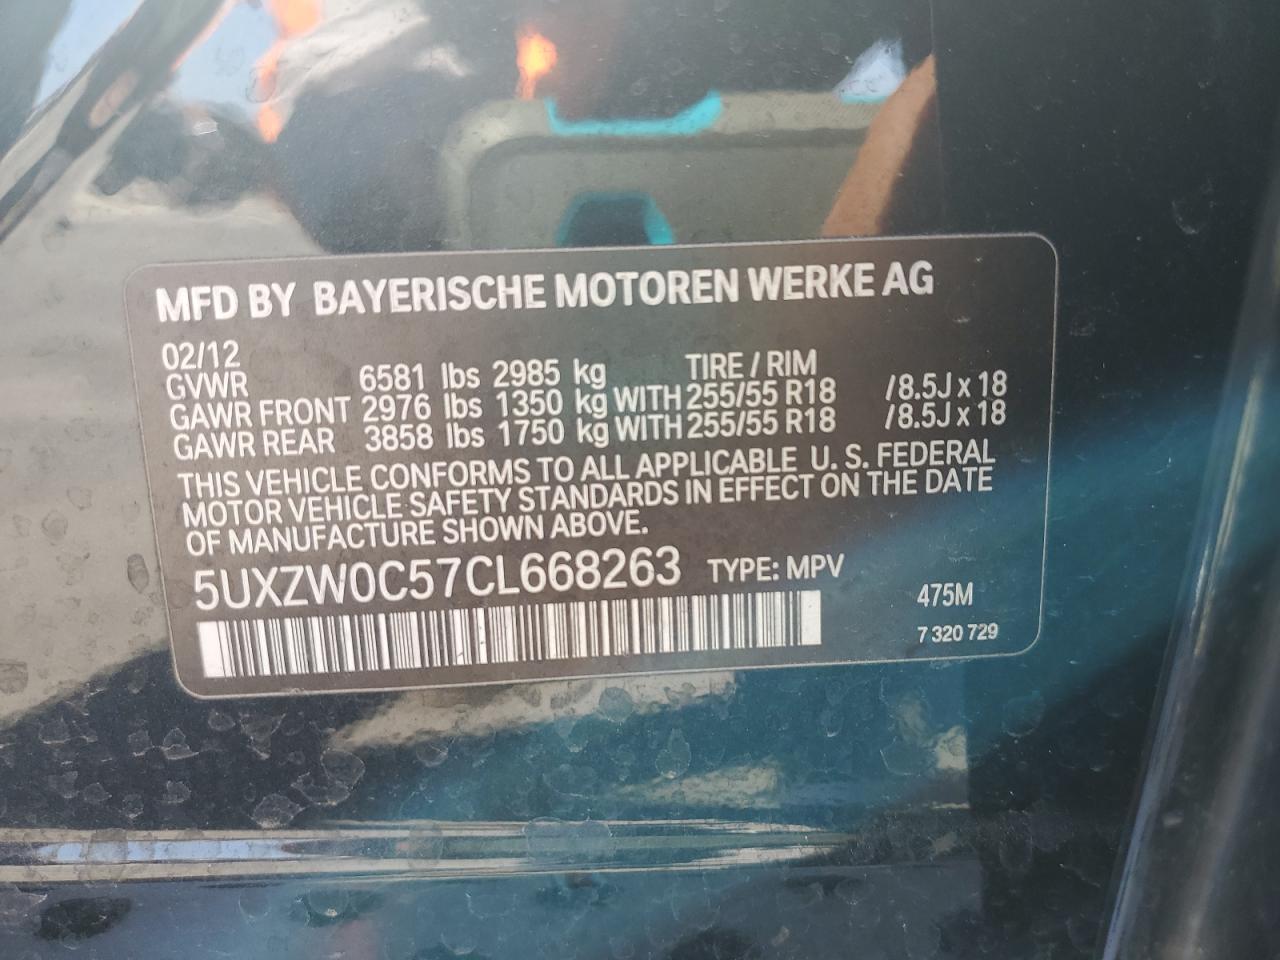 MFD BY BAYERISCHE MOTOREN WERKE AG
02/12 TIRE / RIM
GVWR 6581 lbs 2985 kg
GAWR FRONT 2976 lbs 1350 kg WITH 255/55 R18 /8.5J x 18
GAWR REAR 3858 lbs 1750 kg WITH 255/55 R18 /8.5J x 18
THIS VEHICLE CONFORMS TO ALL APPLICABLE U. S. FEDERAL
MOTOR VEHICLE SAFETY STANDARDS IN EFFECT ON THE DATE
OF MANUFACTURE SHOWN ABOVE.
5UXZW0C57CL668263 TYPE: MPV
475M
7 320 729